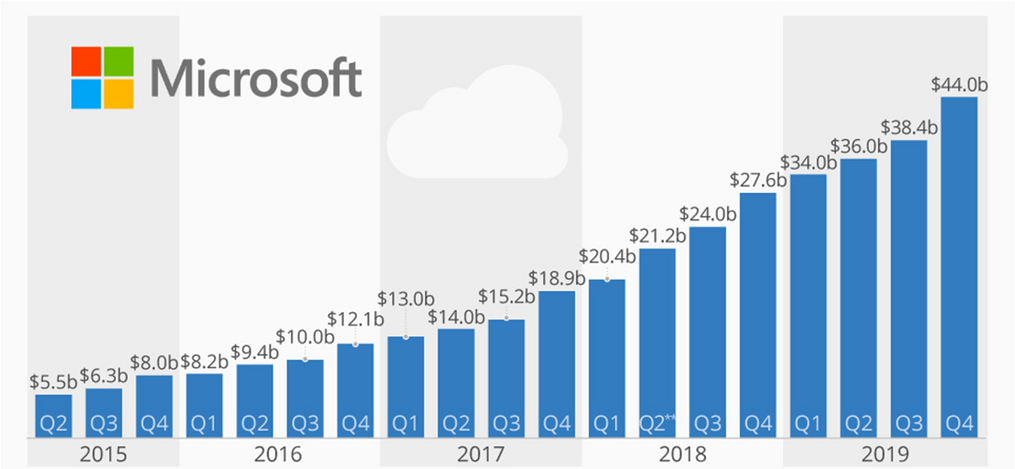 Microsoft
$5.5b
$6.3b
$8.0b
$8.2b
$9.4b
$10.0b
$12.1b
$13.0b
$14.0b
$15.2b
$18.9b
$20.4b
$21.2b
$24.0b
$27.6b
$34.0b
$36.0b
$38.4b
$44.0b
Q2 Q3 Q4 Q1 Q2 Q3 Q4 Q1 Q2 Q3 Q4 Q1 Q2** Q3 Q4 Q1 Q2 Q3 Q4
2015 2016 2017 2018 2019